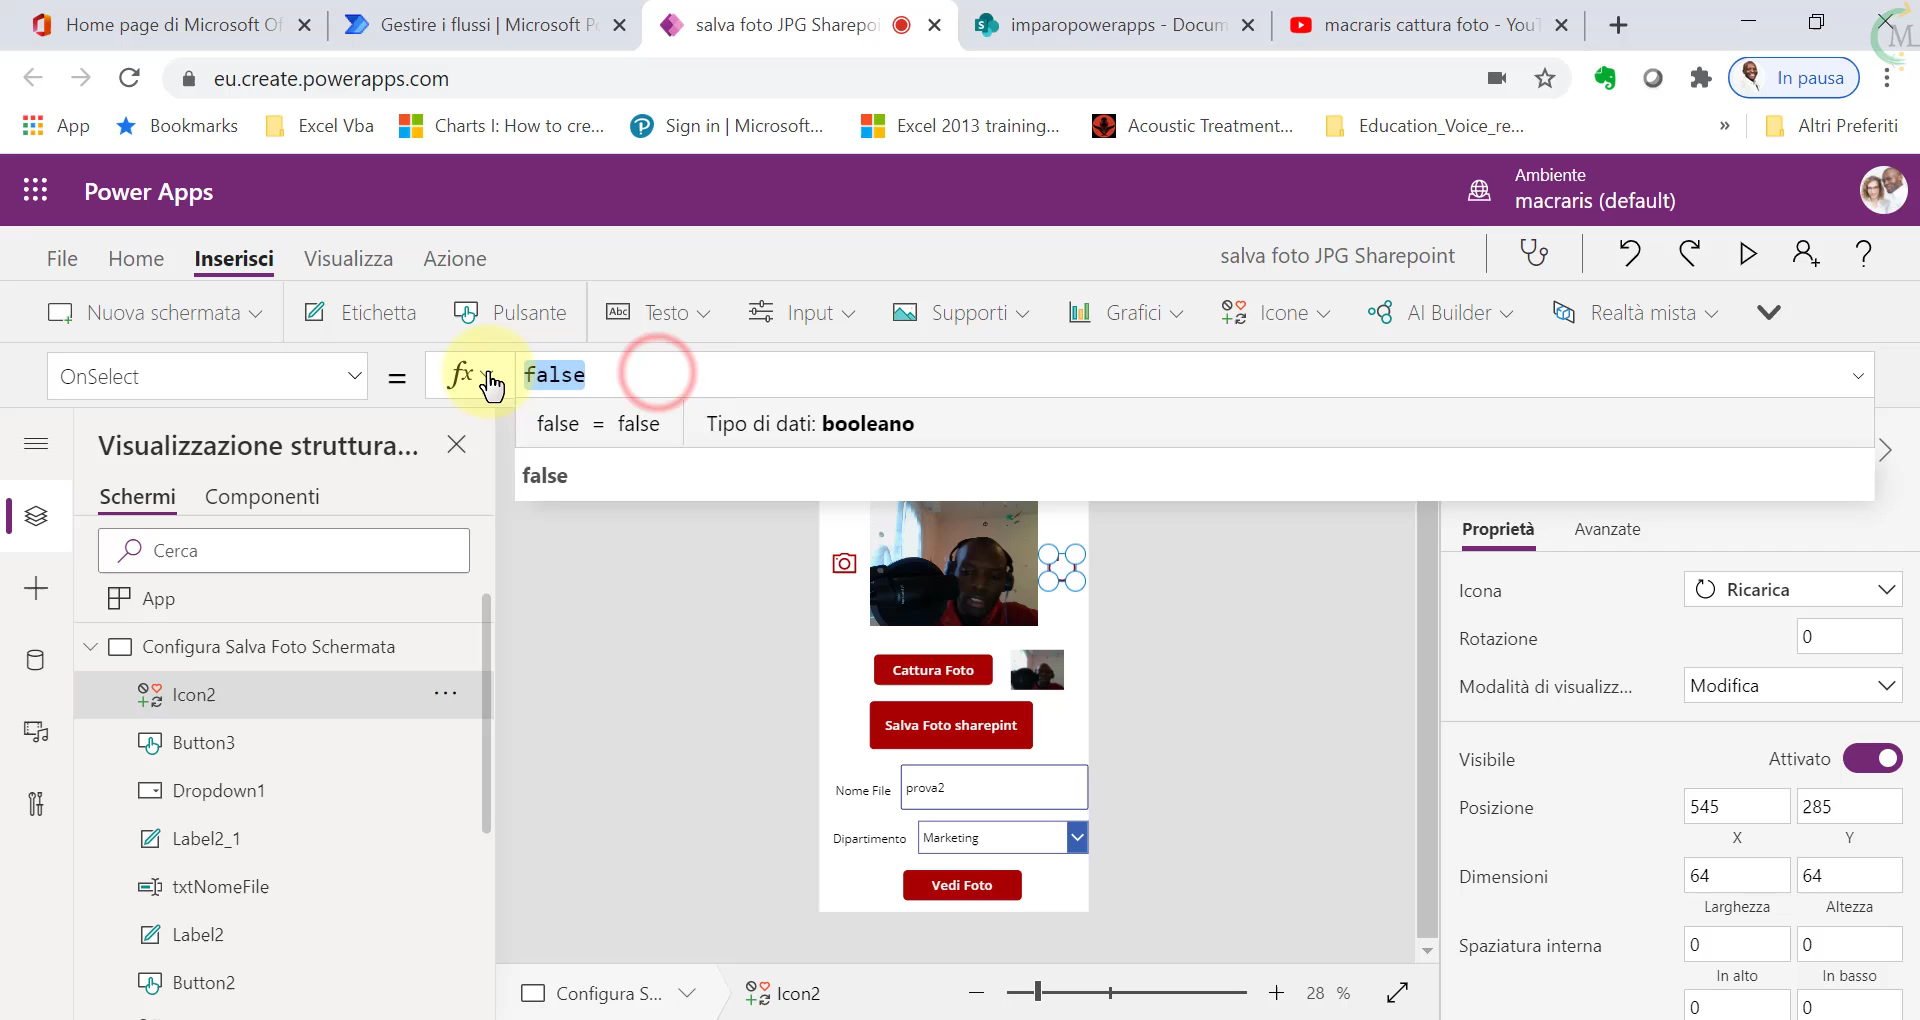 Home page di Microsoft Of
Gestire i flussi | Microsoft P
salva foto JPG Sharepoi
imparopowerapps - Docum
macraris cattura foto - YouT
M
eu.create.powerapps.com
In pausa
App
Bookmarks
Excel Vba
Charts I: How to cre...
Sign in | Microsoft...
Excel 2013 training...
Acoustic Treatment...
Education_Voice_re...
»
Altri Preferiti
Power Apps
Ambiente
macraris (default)
File
Home
Inserisci
Visualizza
Azione
salva foto JPG Sharepoint
Nuova schermata
Etichetta
Pulsante
Abc Testo
Input
Supporti
Grafici
Icone
AI Builder
Realtà mista
OnSelect
=
fx
false
false = false
Tipo di dati: booleano
false
Visualizzazione struttura...
Schermi
Componenti
Cerca
App
Configura Salva Foto Schermata
Icon2
Button3
Dropdown1
Label2_1
txtNomeFile
Label2
Button2
Cattura Foto
Salva Foto sharepint
Nome File
prova2
Dipartimento
Marketing
Vedi Foto
Configura S...
Icon2
28 %
Proprietà
Avanzate
Icona
Ricarica
Rotazione
0
Modalità di visualizz...
Modifica
Visibile
Attivato
Posizione
545
285
X
Y
Dimensioni
64
64
Larghezza
Altezza
Spaziatura interna
0
0
In alto
In basso
0
0